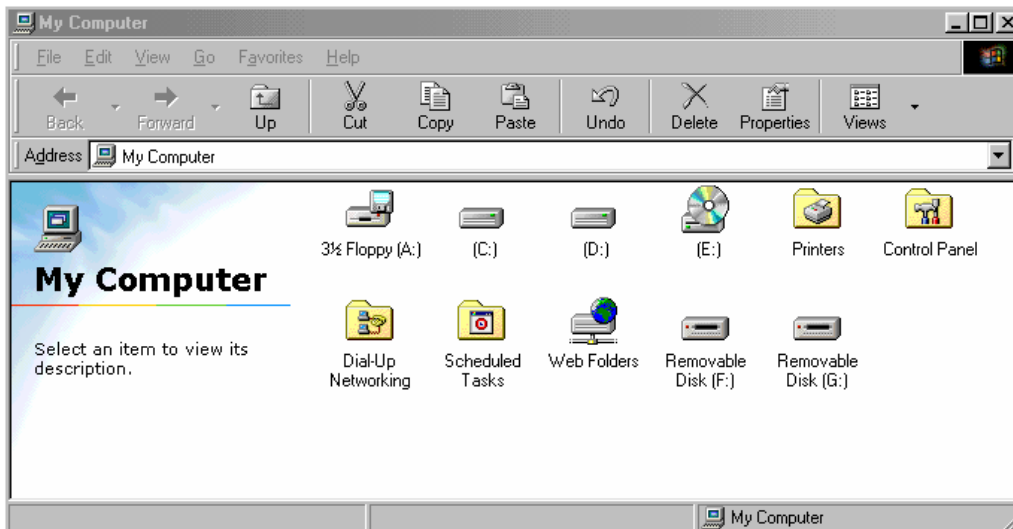 My Computer
File Edit View Go Favorites Help
Back Forward Up Cut Copy Paste Undo Delete Properties Views
Address My Computer
3½ Floppy (A:) (C:) (D:) (E:) Printers Control Panel
My Computer
Select an item to view its
description.
Dial-Up Scheduled Web Folders Removable Removable
Networking Tasks Disk (F:) Disk (G:)
My Computer